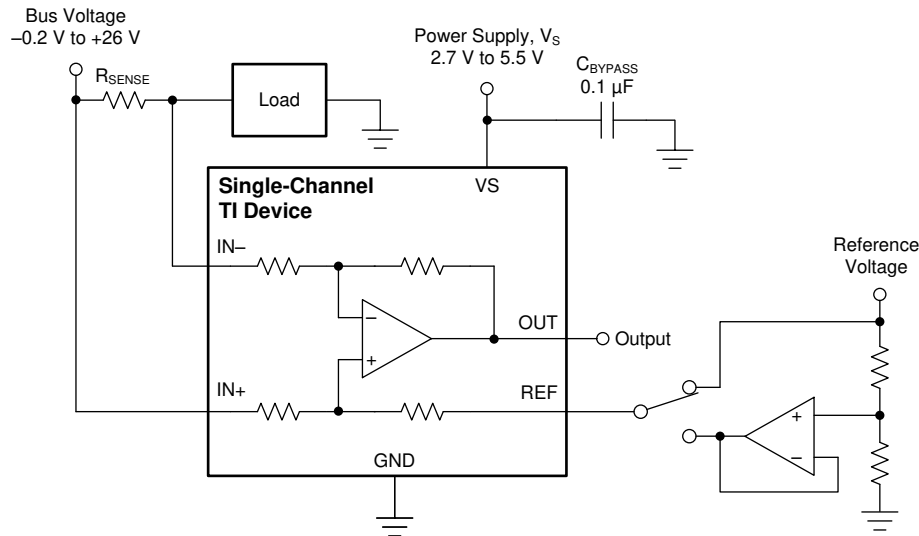 Bus Voltage
–0.2 V to +26 V
R_SENSE
Load
Power Supply, V_S
2.7 V to 5.5 V
C_BYPASS
0.1 µF
Single-Channel
TI Device
VS
IN–
–
+
OUT
Output
IN+
REF
GND
Reference
Voltage
+
–